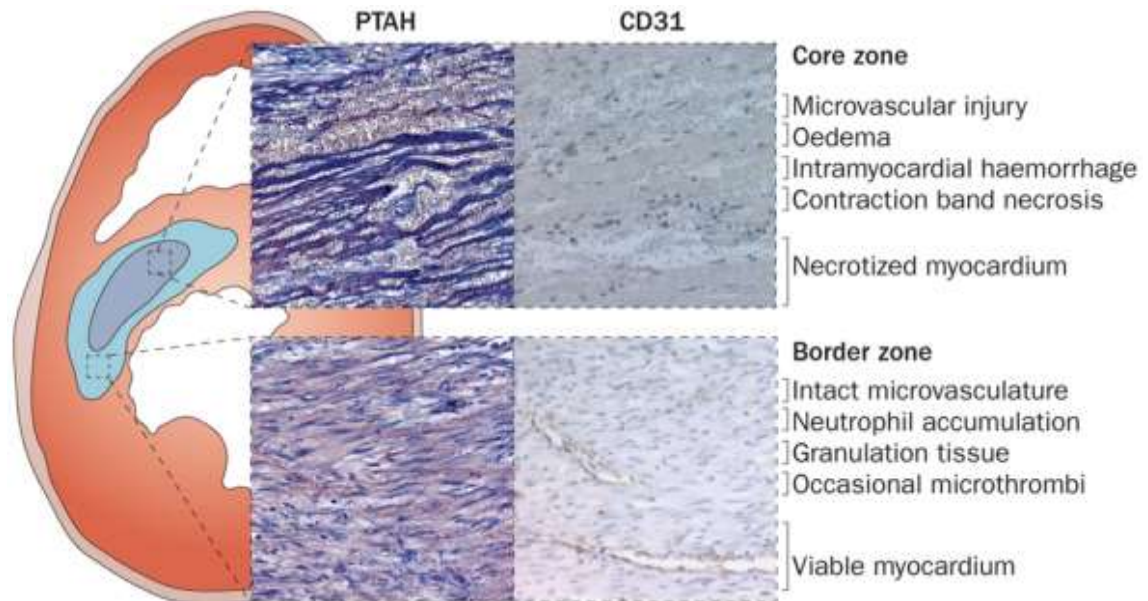 PTAH
CD31
Core zone
Microvascular injury
Oedema
Intramyocardial haemorrhage
Contraction band necrosis
Necrotized myocardium
Border zone
Intact microvasculature
Neutrophil accumulation
Granulation tissue
Occasional microthrombi
Viable myocardium